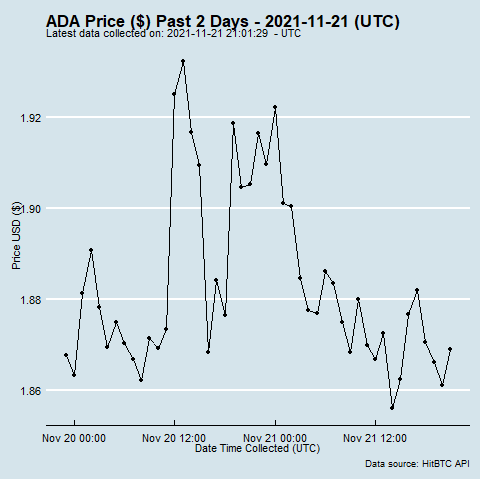 ADA Price ($) Past 2 Days - 2021-11-21 (UTC)
Latest data collected on: 2021-11-21 21:01:29 - UTC
Price USD ($)
1.92
1.90
1.88
1.86
Nov 20 00:00 Nov 20 12:00 Nov 21 00:00 Nov 21 12:00
Date Time Collected (UTC)
Data source: HitBTC API